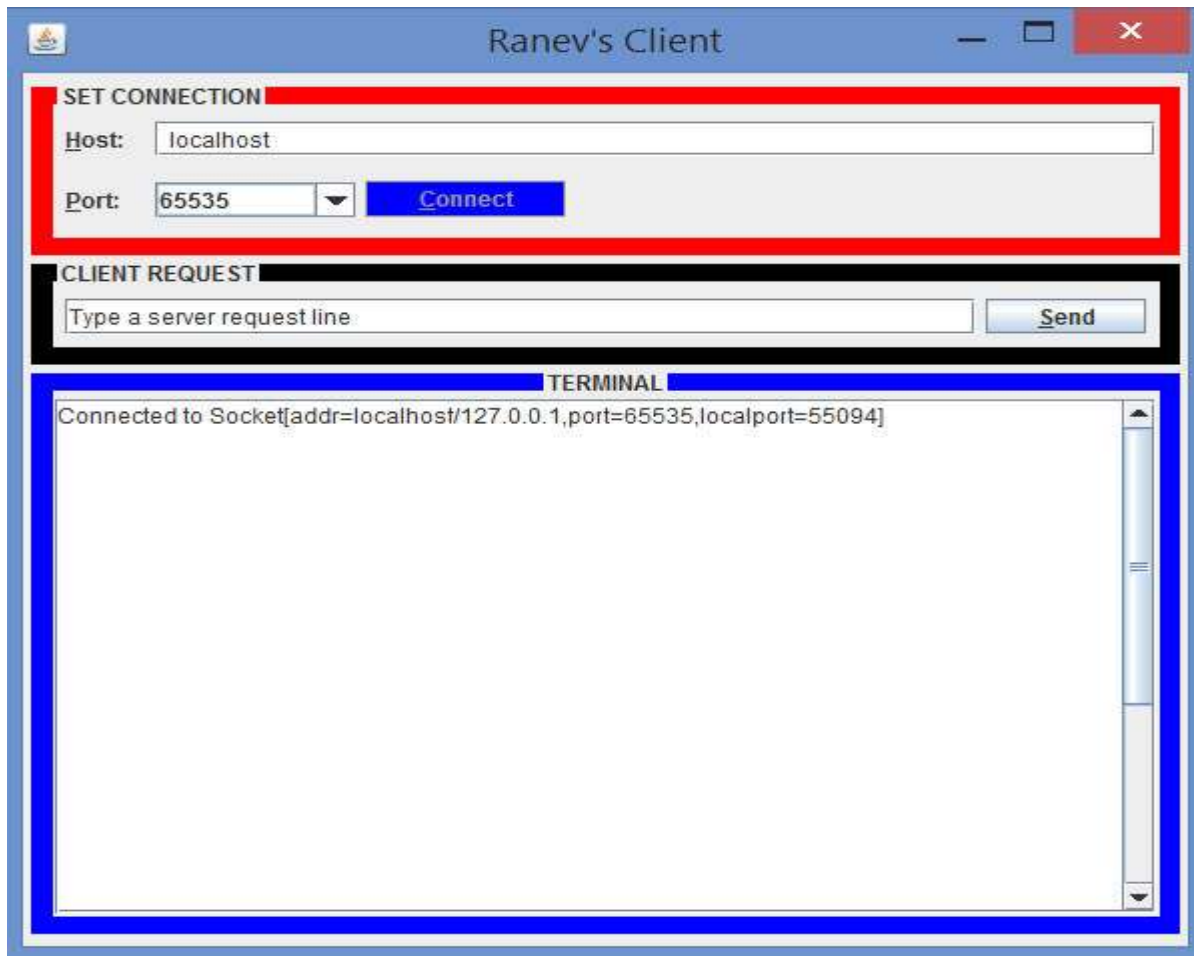 Ranev's Client
SET CONNECTION
Host: localhost
Port: 65535 Connect
CLIENT REQUEST
Type a server request line Send
TERMINAL
Connected to Socket[addr=localhost/127.0.0.1,port=65535,localport=55094]